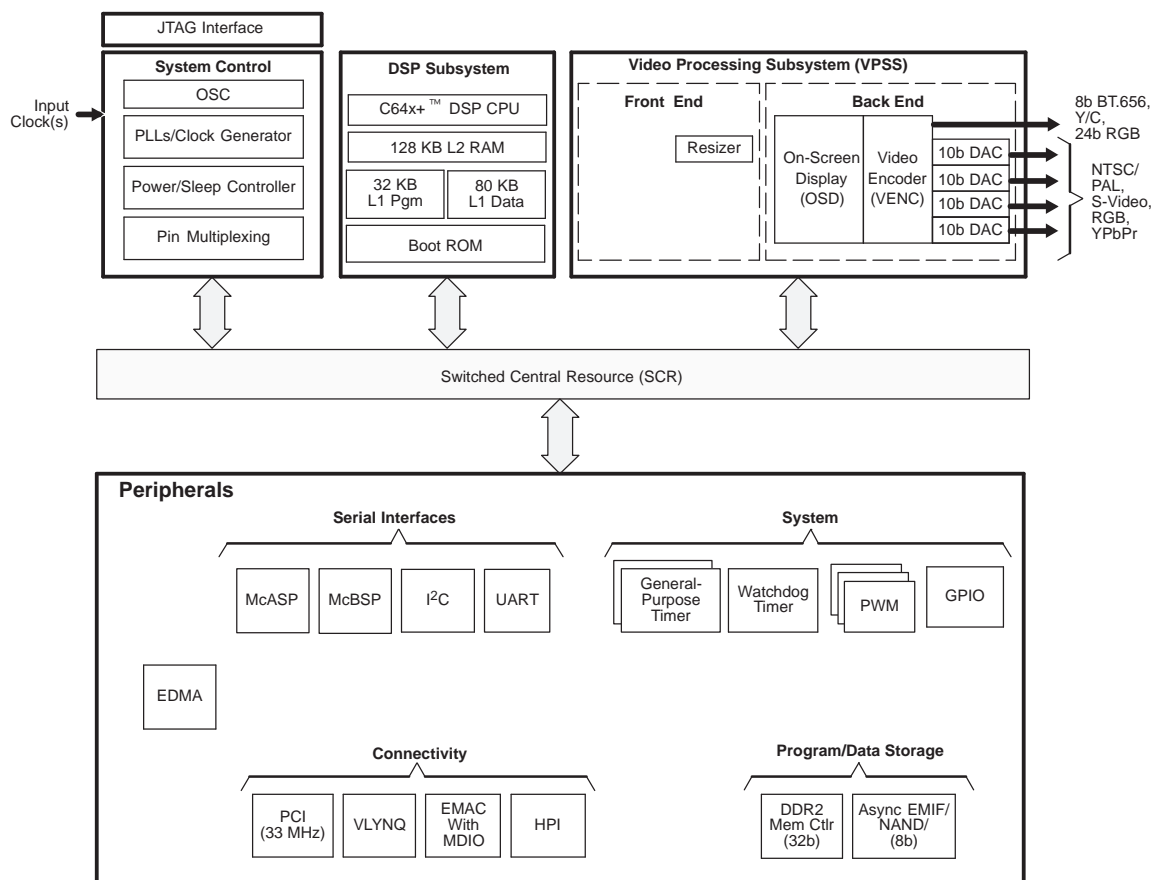 JTAG Interface
System Control
OSC
PLLs/Clock Generator
Power/Sleep Controller
Pin Multiplexing
Input
Clock(s)
DSP Subsystem
C64x+™ DSP CPU
128 KB L2 RAM
32 KB
L1 Pgm
80 KB
L1 Data
Boot ROM
Video Processing Subsystem (VPSS)
Front End
Resizer
Back End
On-Screen
Display
(OSD)
Video
Encoder
(VENC)
10b DAC
10b DAC
10b DAC
10b DAC
8b BT.656,
Y/C,
24b RGB
NTSC/
PAL,
S-Video,
RGB,
YPbPr
Switched Central Resource (SCR)
Peripherals
Serial Interfaces
McASP
McBSP
I²C
UART
System
General-
Purpose
Timer
Watchdog
Timer
PWM
GPIO
EDMA
Connectivity
PCI
(33 MHz)
VLYNQ
EMAC
With
MDIO
HPI
Program/Data Storage
DDR2
Mem Ctlr
(32b)
Async EMIF/
NAND/
(8b)